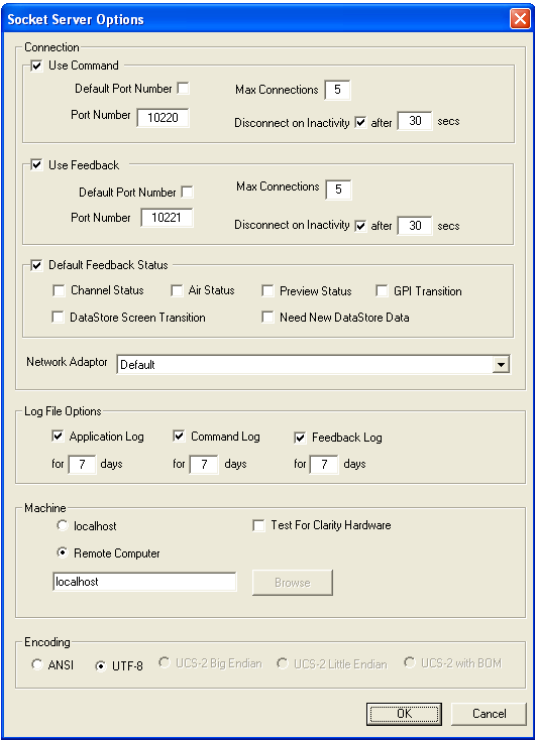 Socket Server Options
Connection
Use Command
Default Port Number
Max Connections 5
Port Number 10220
Disconnect on Inactivity after 30 secs
Use Feedback
Default Port Number
Max Connections 5
Port Number 10221
Disconnect on Inactivity after 30 secs
Default Feedback Status
Channel Status Air Status Preview Status GPI Transition
DataStore Screen Transition Need New DataStore Data
Network Adaptor Default
Log File Options
Application Log Command Log Feedback Log
for 7 days for 7 days for 7 days
Machine
localhost Test For Clarity Hardware
Remote Computer
localhost Browse
Encoding
ANSI UTF-8 UCS-2 Big Endian UCS-2 Little Endian UCS-2 with BOM
OK Cancel